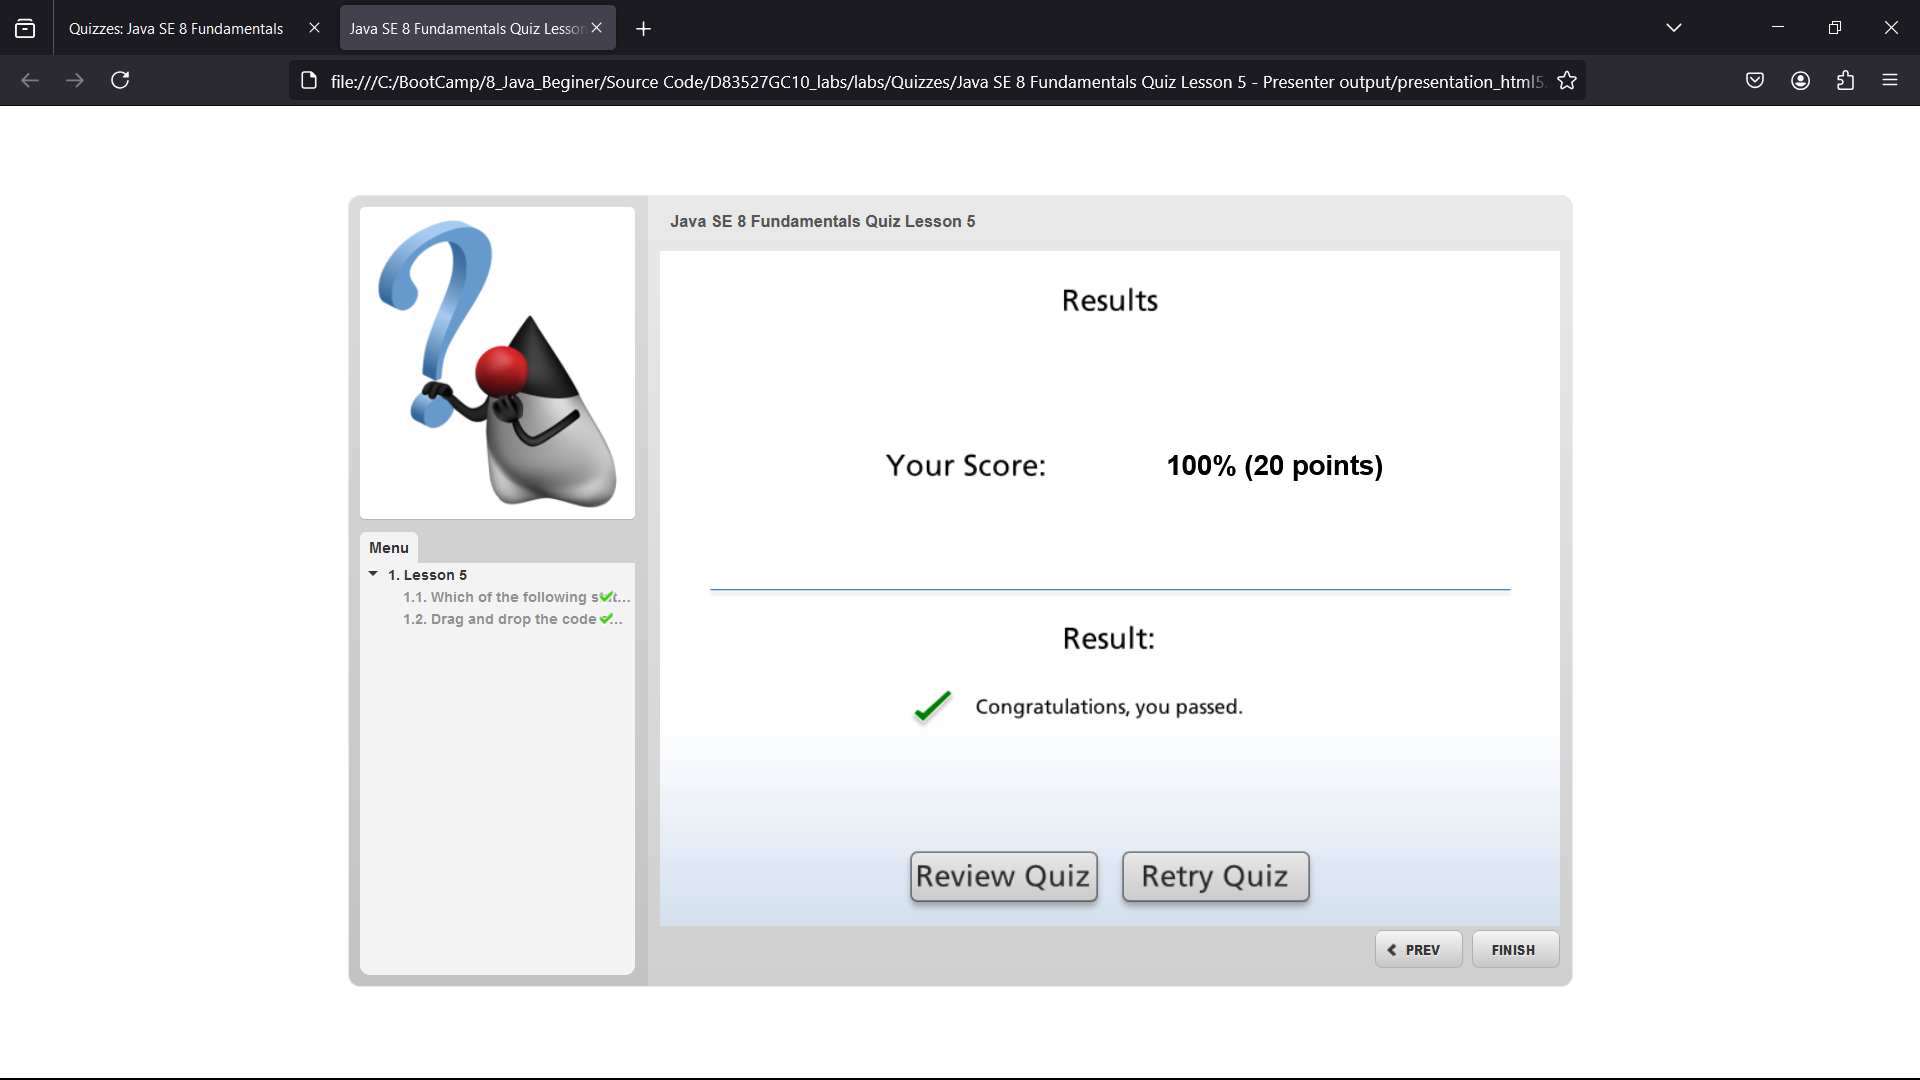 Quizzes: Java SE 8 Fundamentals
Java SE 8 Fundamentals Quiz Lesson
file:///C:/BootCamp/8_Java_Beginer/Source Code/D83527GC10_labs/labs/Quizzes/Java SE 8 Fundamentals Quiz Lesson 5 - Presenter output/presentation_html5.
Java SE 8 Fundamentals Quiz Lesson 5
Results
Your Score: 100% (20 points)
Menu
1. Lesson 5
1.1. Which of the following
1.2. Drag and drop the code
Result:
Congratulations, you passed.
Review Quiz Retry Quiz
PREV FINISH